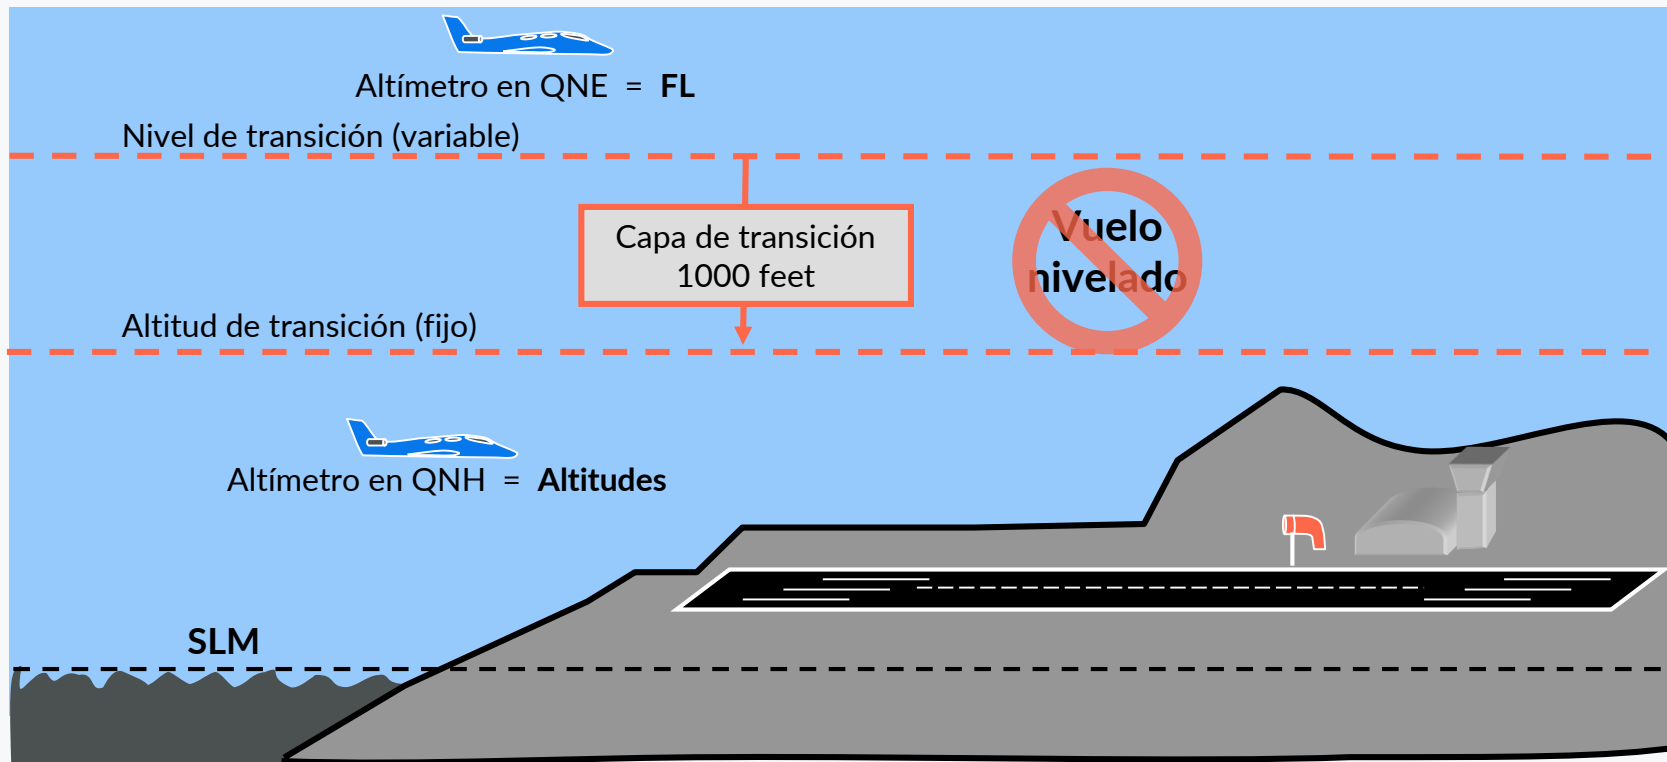 Altímetro en QNE = FL
Nivel de transición (variable)
Capa de transición
1000 feet
Vuelo
nivelado
Altitud de transición (fijo)
Altímetro en QNH = Altitudes
SLM